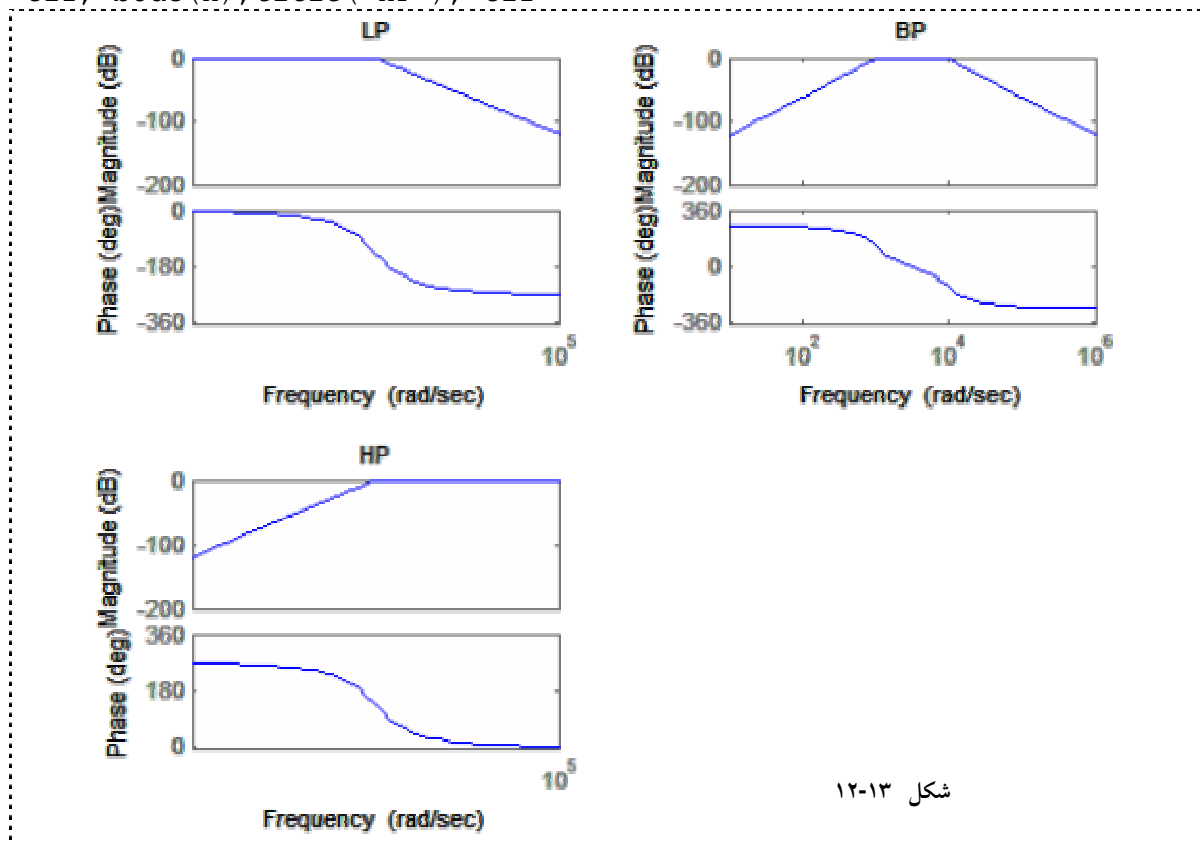 LP
Magnitude (dB)
0
-100
-200
Phase (deg)
0
-180
-360
10^5
Frequency (rad/sec)
BP
Magnitude (dB)
0
-100
-200
Phase (deg)
360
0
-360
10^2
10^4
10^6
Frequency (rad/sec)
HP
Magnitude (dB)
0
-100
-200
Phase (deg)
360
180
0
10^5
Frequency (rad/sec)
شکل ۱۳-۱۲